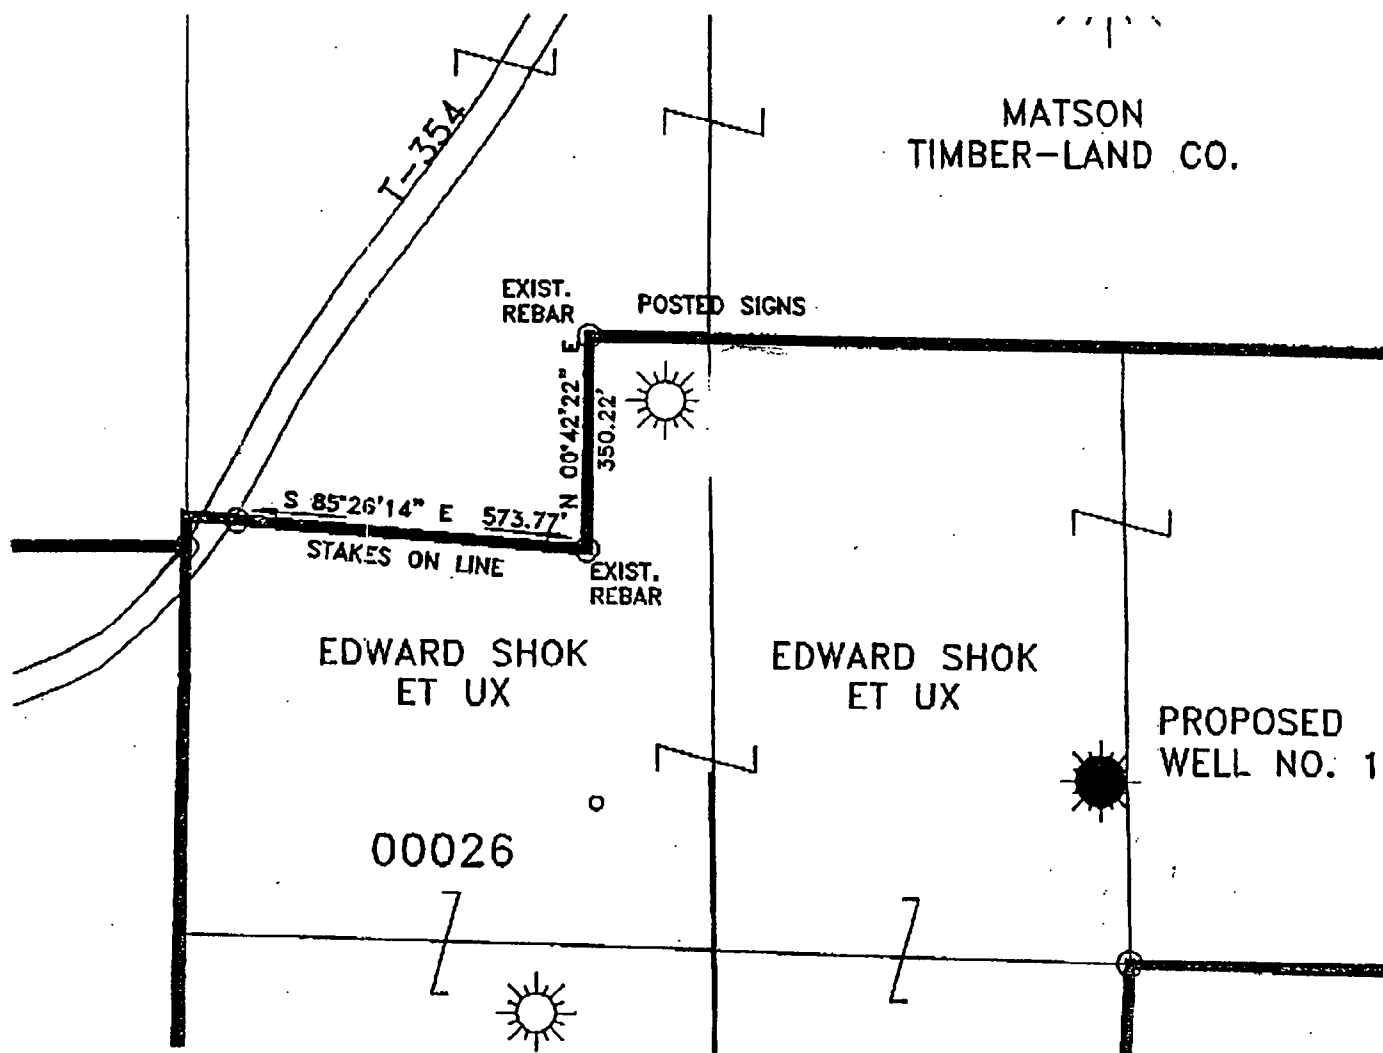 MATSON
TIMBER-LAND CO.
T-354
EXIST.
REBAR
POSTED SIGNS
N 00°42'22" E
350.22'
S 85°26'14" E 573.77'
STAKES ON LINE
EXIST.
REBAR
EDWARD SHOK
ET UX
EDWARD SHOK
ET UX
PROPOSED
WELL NO. 1
00026